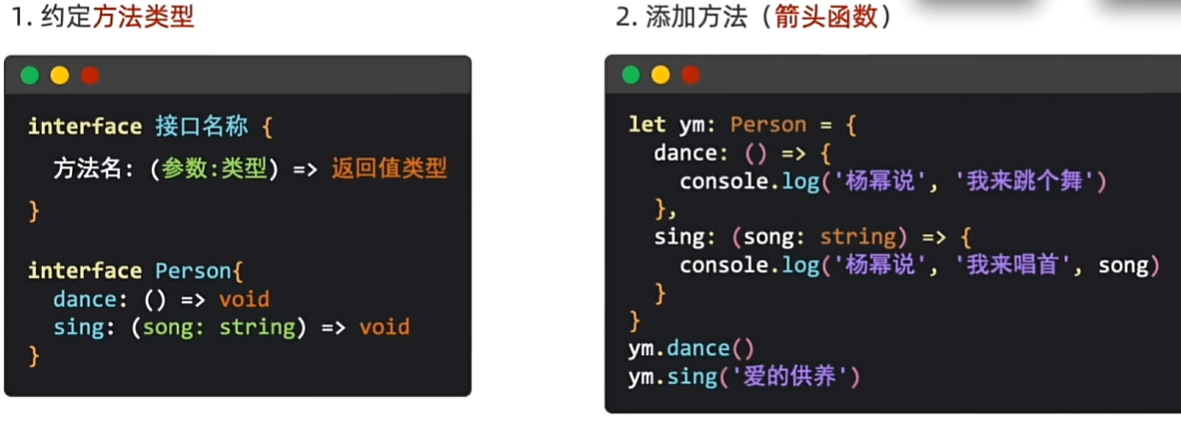 1. 约定方法类型
interface 接口名称 {
方法名: (参数:类型) => 返回值类型
}
interface Person{
dance: () => void
sing: (song: string) => void
}
2. 添加方法（箭头函数）
let ym: Person = {
dance: () => {
console.log('杨幂说', '我来跳个舞')
},
sing: (song: string) => {
console.log('杨幂说', '我来唱首', song)
}
}
ym.dance()
ym.sing('爱的供养')